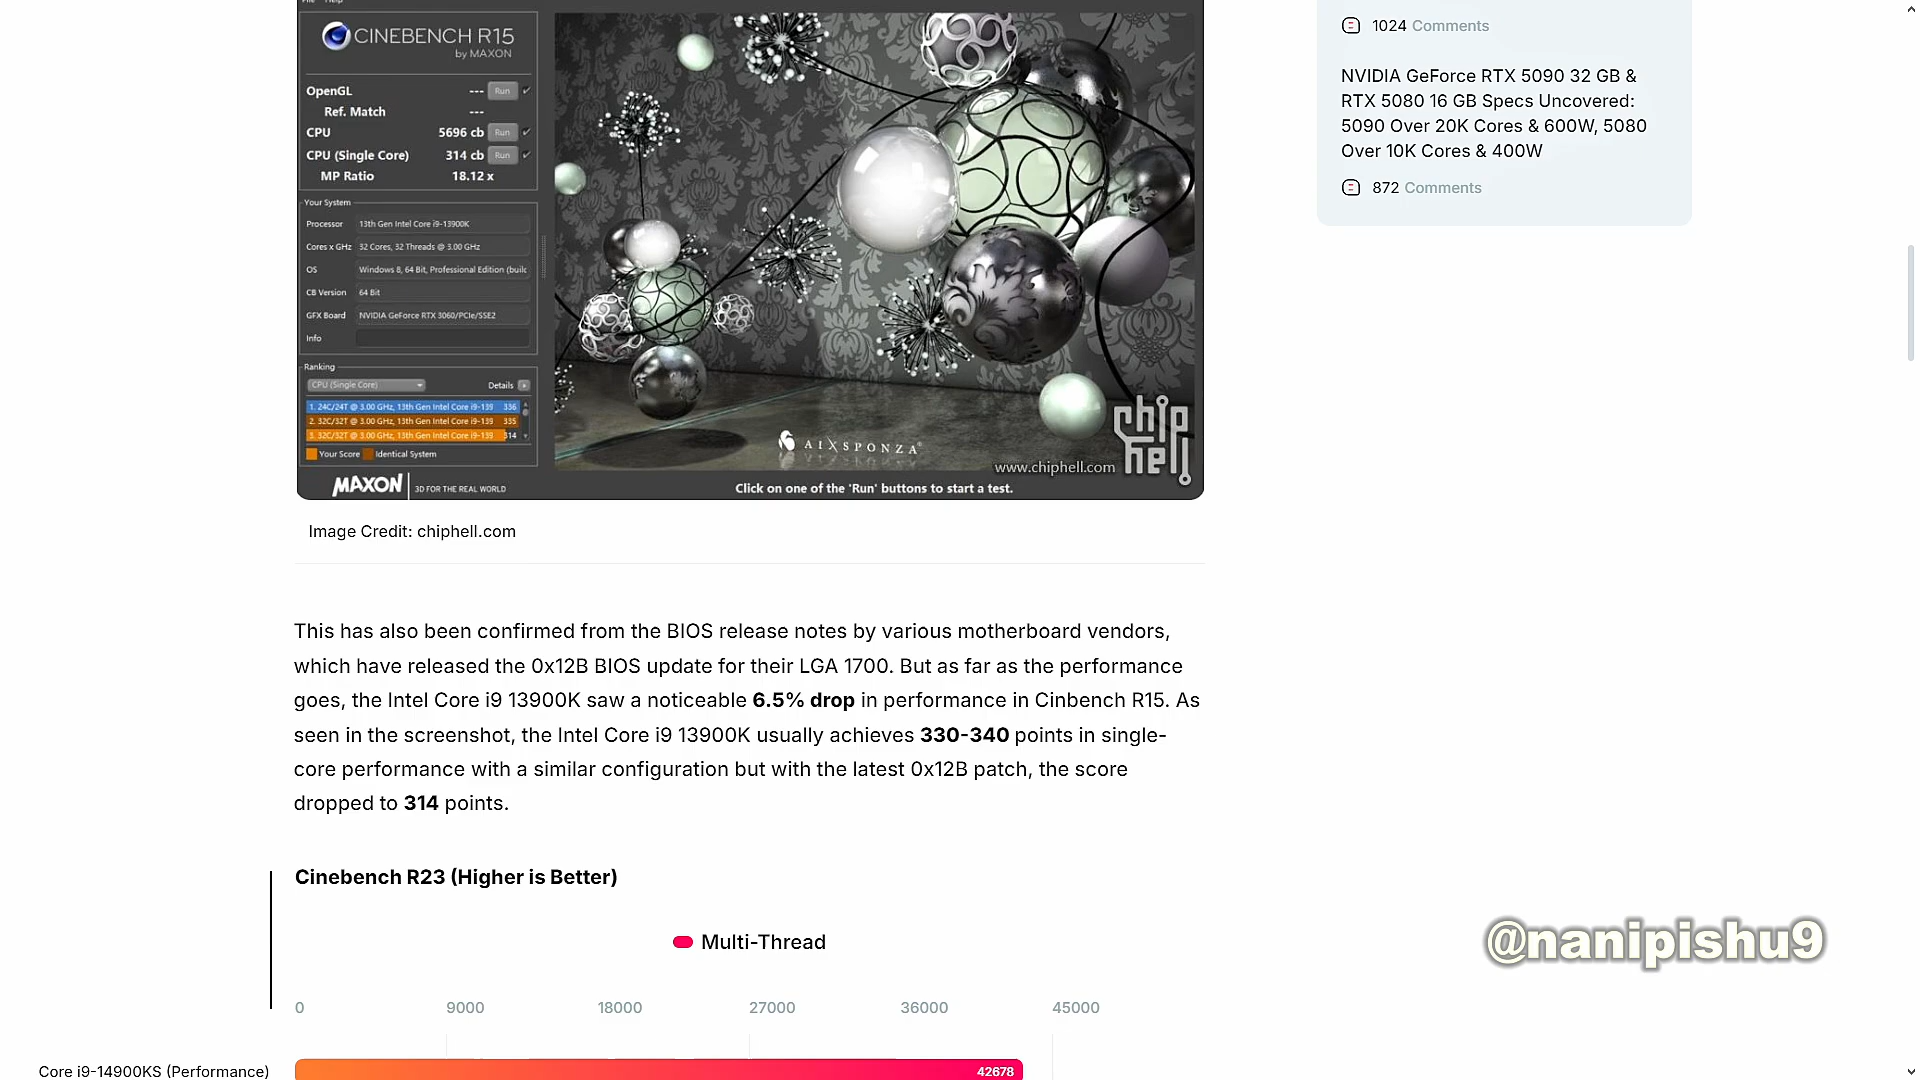 File Help
CINEBENCH R15
by MAXON
OpenGL --- Run
Ref. Match ---
CPU 5696 cb Run
CPU (Single Core) 314 cb Run
MP Ratio 18.12 x
Your System
Processor 13th Gen Intel Core i9-13900K
Cores x GHz 32 Cores, 32 Threads @ 3.00 GHz
OS Windows 8, 64 Bit, Professional Edition (builc
CB Version 64 Bit
GFX Board NVIDIA GeForce RTX 3060/PCIe/SSE2
Info
Ranking
CPU (Single Core) Details
1. 24C/24T @ 3.00 GHz, 13th Gen Intel Core i9-139 336
2. 32C/32T @ 3.00 GHz, 13th Gen Intel Core i9-139 335
3. 32C/32T @ 3.00 GHz, 13th Gen Intel Core i9-139 314
Your Score Identical System
MAXON 3D FOR THE REAL WORLD
AIXSPONZA
www.chiphell.com
chip hell
Click on one of the 'Run' buttons to start a test.
Image Credit: chiphell.com
This has also been confirmed from the BIOS release notes by various motherboard vendors,
which have released the 0x12B BIOS update for their LGA 1700. But as far as the performance
goes, the Intel Core i9 13900K saw a noticeable 6.5% drop in performance in Cinbench R15. As
seen in the screenshot, the Intel Core i9 13900K usually achieves 330-340 points in single-
core performance with a similar configuration but with the latest 0x12B patch, the score
dropped to 314 points.
Cinebench R23 (Higher is Better)
Multi-Thread
0 9000 18000 27000 36000 45000
Core i9-14900KS (Performance) 42678
1024 Comments
NVIDIA GeForce RTX 5090 32 GB &
RTX 5080 16 GB Specs Uncovered:
5090 Over 20K Cores & 600W, 5080
Over 10K Cores & 400W
872 Comments
@nanipishu9